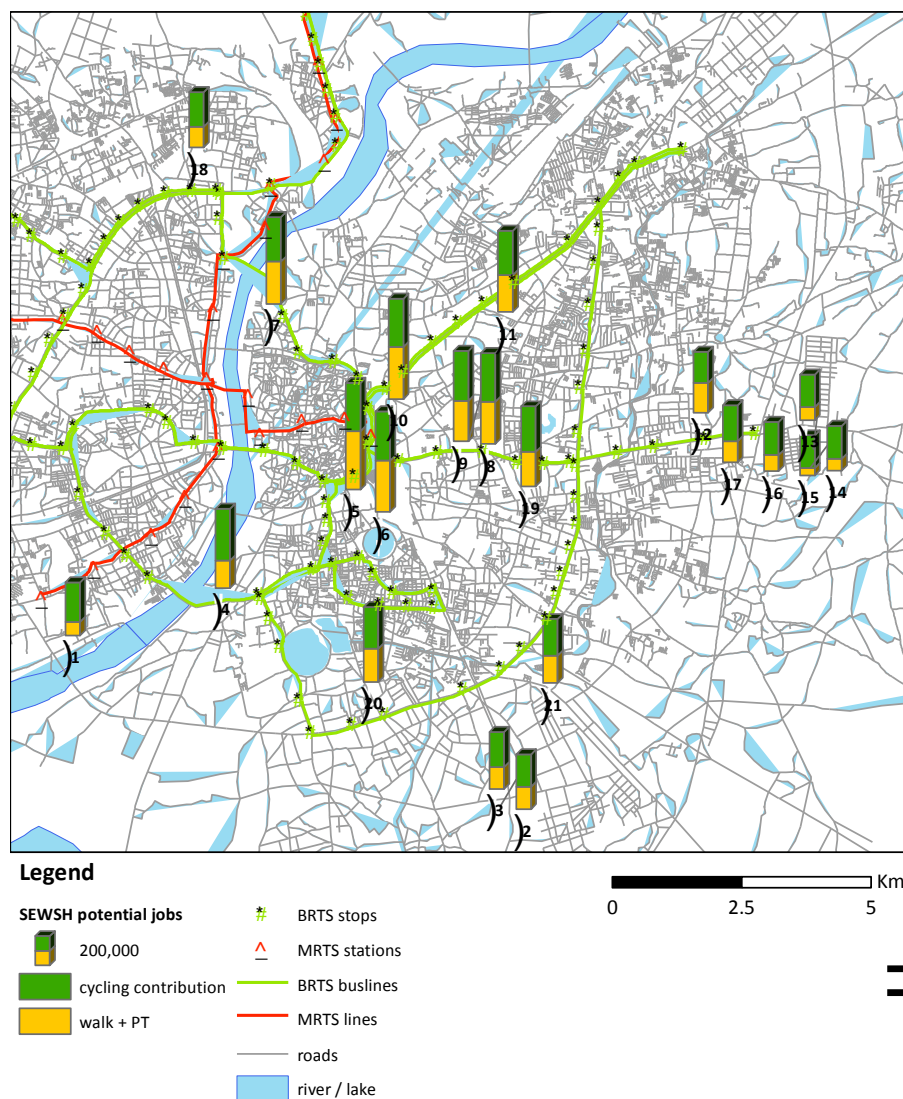 )18
)7
)11
)10
)12
)13
)9
)8
)17
)16
)15
)14
)5
)19
)6
)4
)1
)20
)21
)3
)2
Legend
SEWSH potential jobs
200,000
cycling contribution
walk + PT
BRTS stops
MRTS stations
BRTS buslines
MRTS lines
roads
river / lake
Km
0 2.5 5